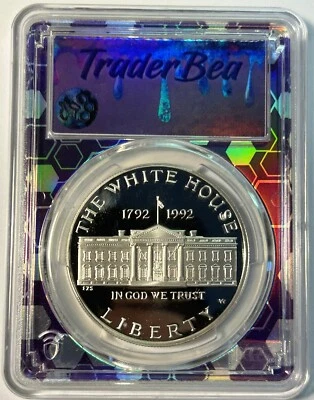 TraderBea
THE WHITE HOUSE
1792 1992
IN GOD WE TRUST
LIBERTY